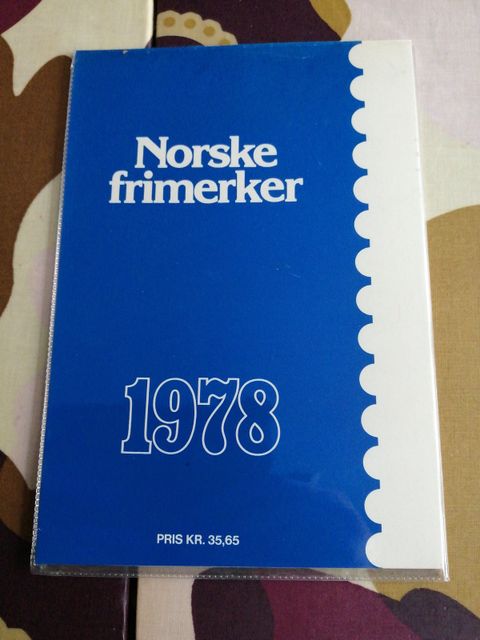 Norske
frimerker
1978
PRIS KR. 35,65